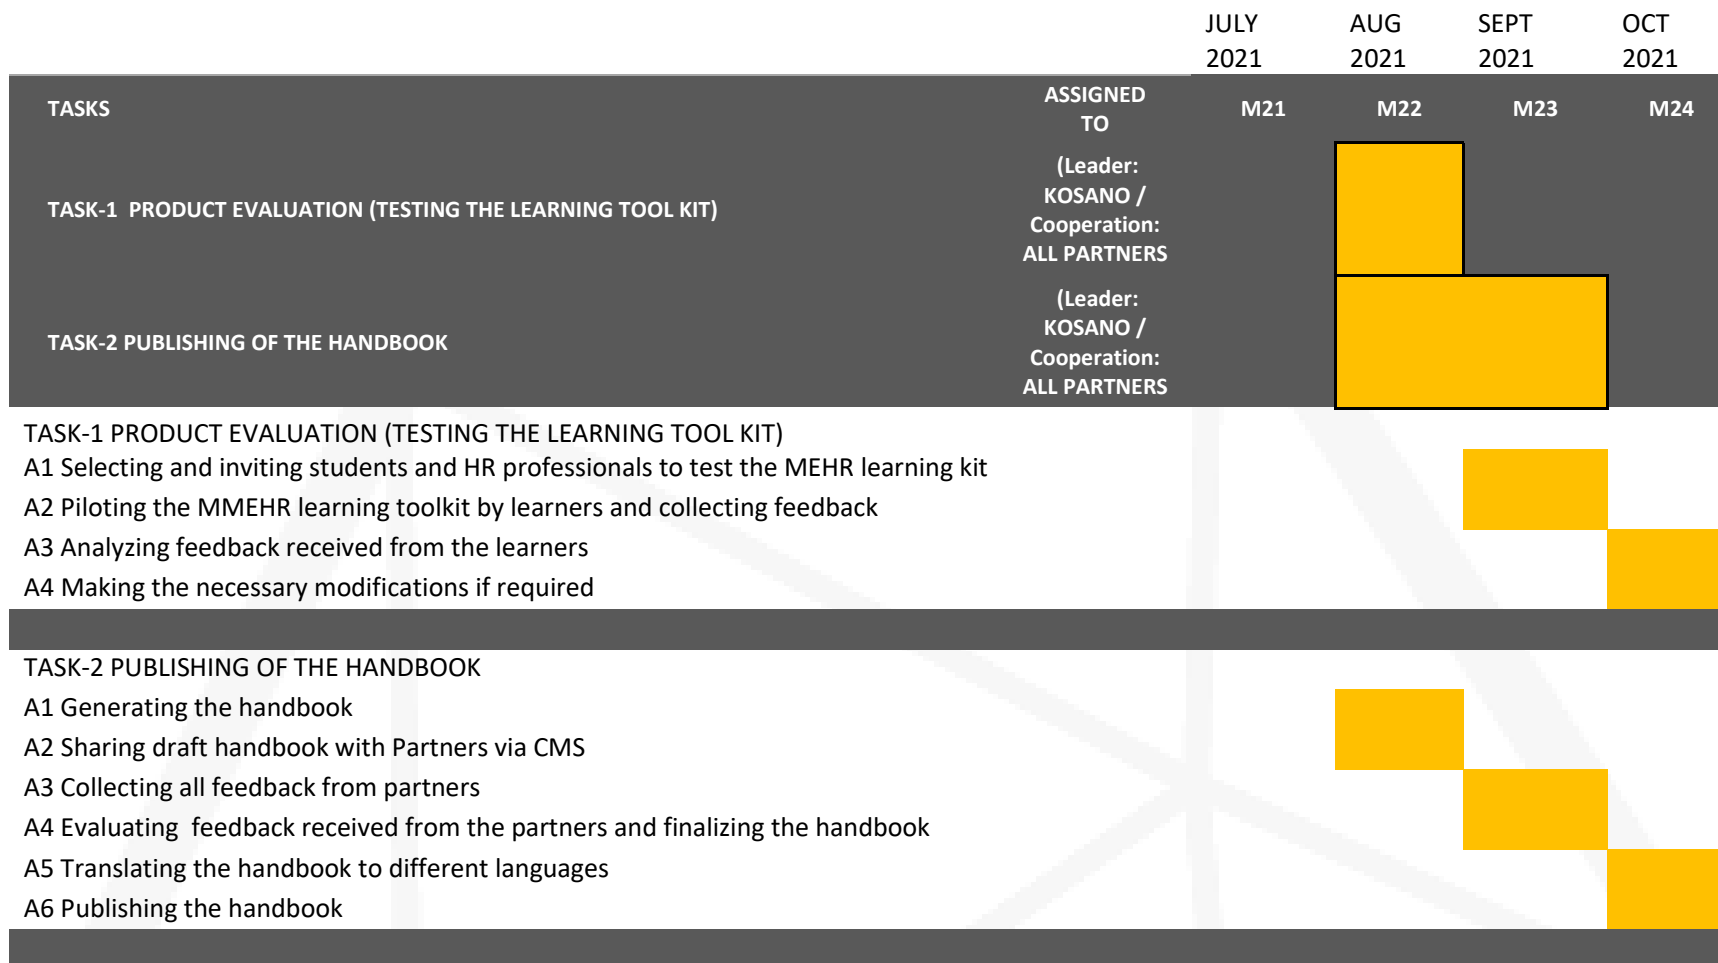 JULY AUG SEPT OCT
2021 2021 2021 2021
TASKS ASSIGNED TO M21 M22 M23 M24
TASK-1  PRODUCT EVALUATION (TESTING THE LEARNING TOOL KIT)
(Leader:
KOSANO /
Cooperation:
ALL PARTNERS
TASK-2 PUBLISHING OF THE HANDBOOK
(Leader:
KOSANO /
Cooperation:
ALL PARTNERS
TASK-1 PRODUCT EVALUATION (TESTING THE LEARNING TOOL KIT)
A1 Selecting and inviting students and HR professionals to test the MEHR learning kit
A2 Piloting the MMEHR learning toolkit by learners and collecting feedback
A3 Analyzing feedback received from the learners
A4 Making the necessary modifications if required
TASK-2 PUBLISHING OF THE HANDBOOK
A1 Generating the handbook
A2 Sharing draft handbook with Partners via CMS
A3 Collecting all feedback from partners
A4 Evaluating  feedback received from the partners and finalizing the handbook
A5 Translating the handbook to different languages
A6 Publishing the handbook